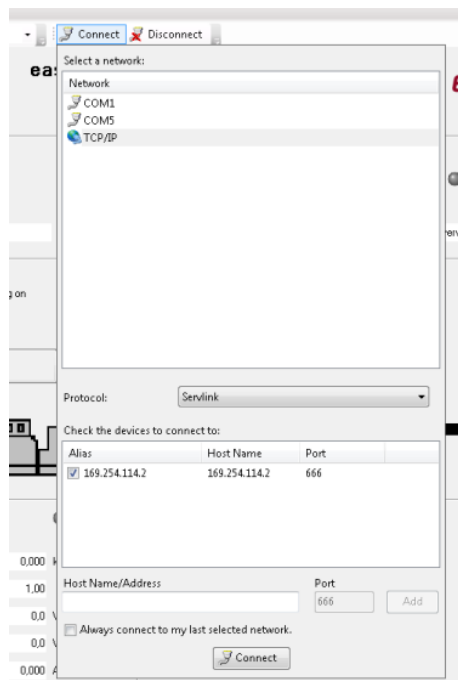 Connect Disconnect
eas
Select a network:
Network
COM1
COM5
TCP/IP
g on
Protocol: Servlink
Check the devices to connect to:
Alias Host Name Port
169.254.114.2 169.254.114.2 666
0,000
Host Name/Address Port
1,00
666 Add
0,0
Always connect to my last selected network.
0,0
Connect
0,000